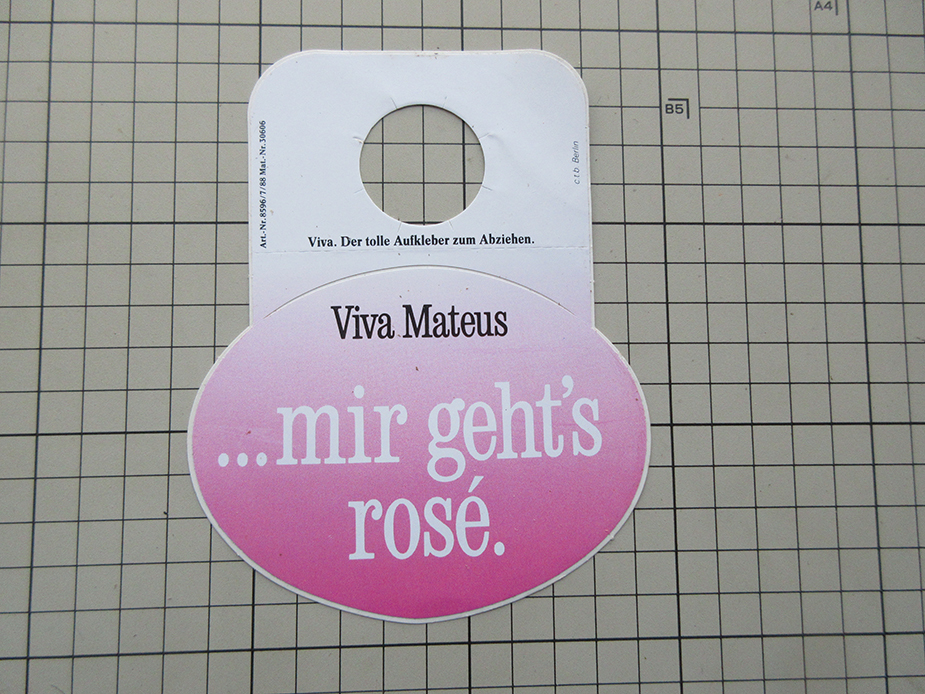 A4
B5
Art.-Nr. 8596/7/88 Mat.-Nr. 30606
c.t.b. Berlin
Viva. Der tolle Aufkleber zum Abziehen.
Viva Mateus
...mir geht's
rosé.